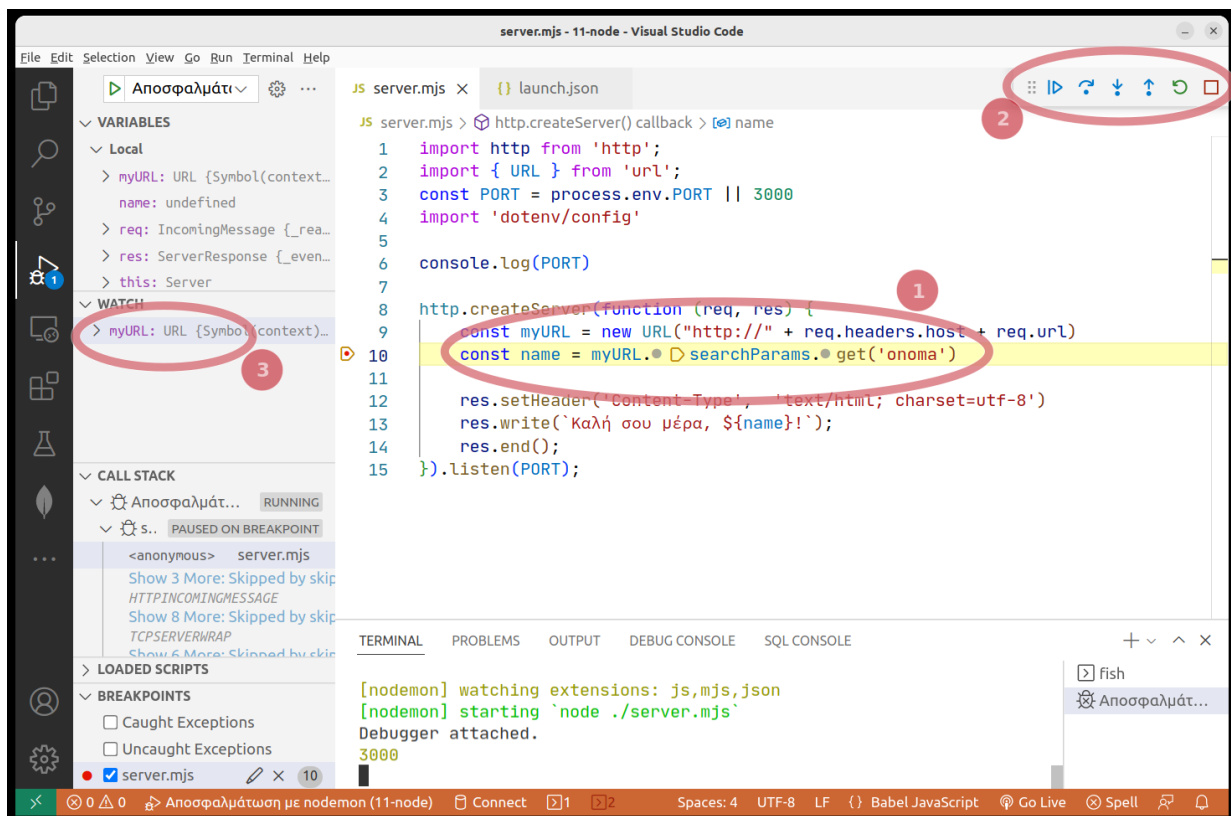 server.mjs - 11-node - Visual Studio Code
File Edit Selection View Go Run Terminal Help
Αποσφαλμάτι
VARIABLES
Local
myURL: URL {Symbol(context…
name: undefined
req: IncomingMessage {_rea…
res: ServerResponse {_even…
this: Server
WATCH
myURL: URL {Symbol(context)…
3
CALL STACK
Αποσφαλμάτ... RUNNING
s.. PAUSED ON BREAKPOINT
<anonymous> server.mjs
Show 3 More: Skipped by skip
HTTPINCOMINGMESSAGE
Show 8 More: Skipped by skip
TCPSERVERWRAP
Show 6 More: Skipped by skip
LOADED SCRIPTS
BREAKPOINTS
Caught Exceptions
Uncaught Exceptions
server.mjs 10
1
JS server.mjs {} launch.json
2
JS server.mjs > http.createServer() callback > name
1 import http from 'http';
2 import { URL } from 'url';
3 const PORT = process.env.PORT || 3000
4 import 'dotenv/config'
5
6 console.log(PORT)
7
1
8 http.createServer(function (req, res) {
9 const myURL = new URL("http://" + req.headers.host + req.url)
10 const name = myURL. searchParams. get('onoma')
11
12 res.setHeader('Content-Type', 'text/html; charset=utf-8')
13 res.write(`Καλή σου μέρα, ${name}!`);
14 res.end();
15 }).listen(PORT);
TERMINAL PROBLEMS OUTPUT DEBUG CONSOLE SQL CONSOLE
[nodemon] watching extensions: js,mjs,json
[nodemon] starting `node ./server.mjs`
Debugger attached.
3000
fish
Αποσφαλμάτ...
0 0 Αποσφαλμάτωση με nodemon (11-node) Connect 1 2 Spaces: 4 UTF-8 LF {} Babel JavaScript Go Live Spell